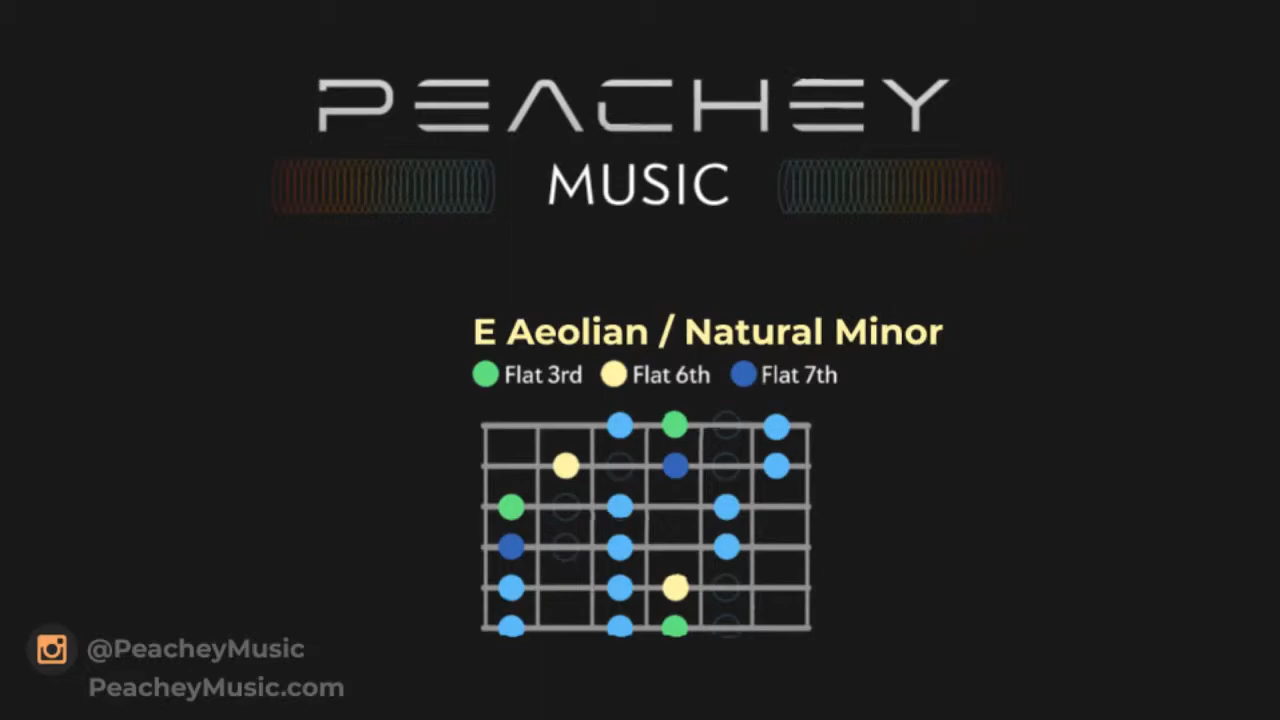 PEACHEY
MUSIC
E Aeolian / Natural Minor
Flat 3rd Flat 6th Flat 7th
@PeacheyMusic
PeacheyMusic.com